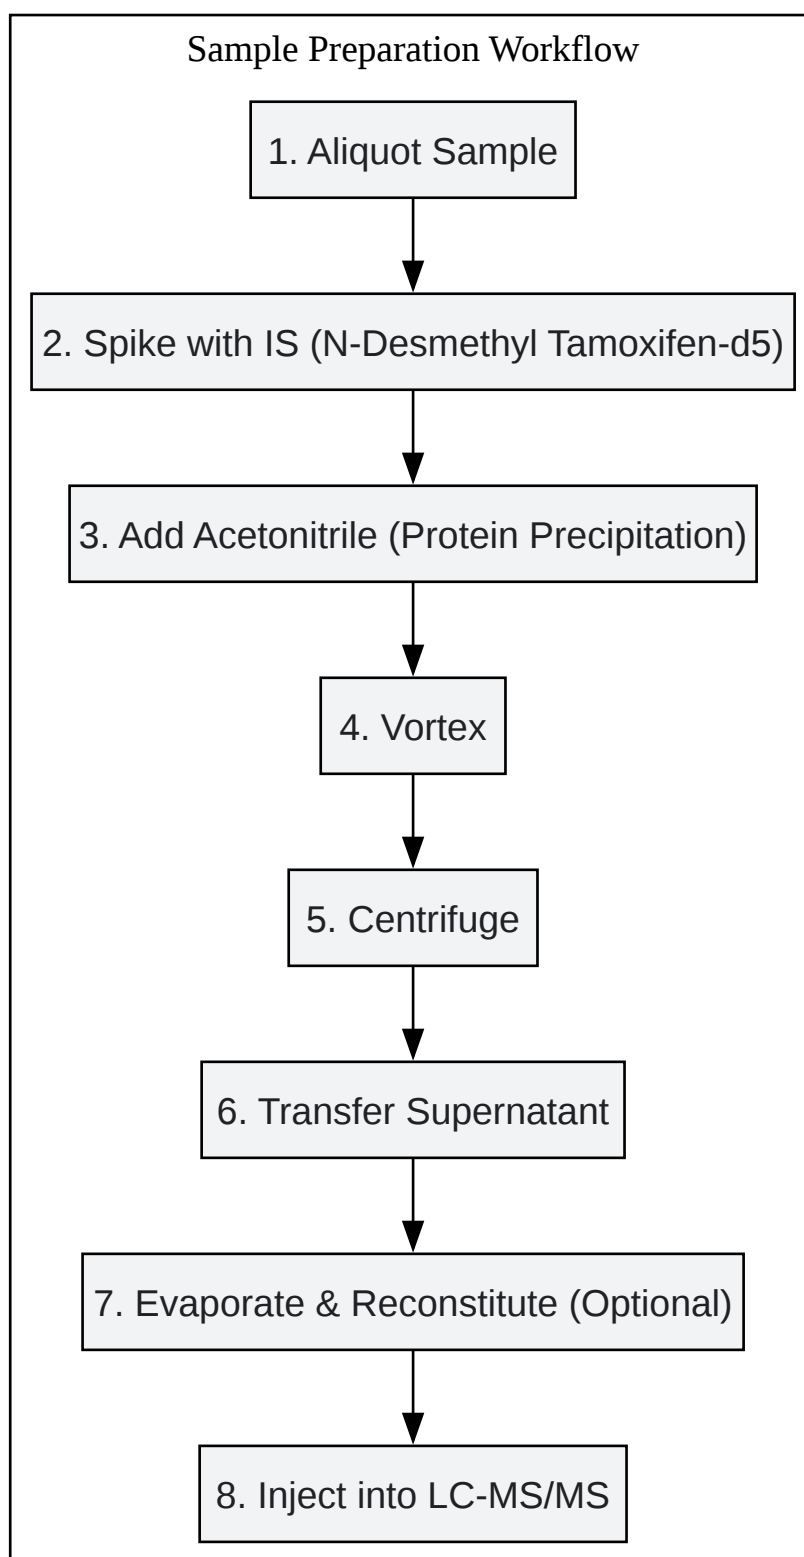 Sample Preparation Workflow
1. Aliquot Sample
2. Spike with IS (N-Desmethyl Tamoxifen-d5)
3. Add Acetonitrile (Protein Precipitation)
4. Vortex
5. Centrifuge
6. Transfer Supernatant
7. Evaporate & Reconstitute (Optional)
8. Inject into LC-MS/MS